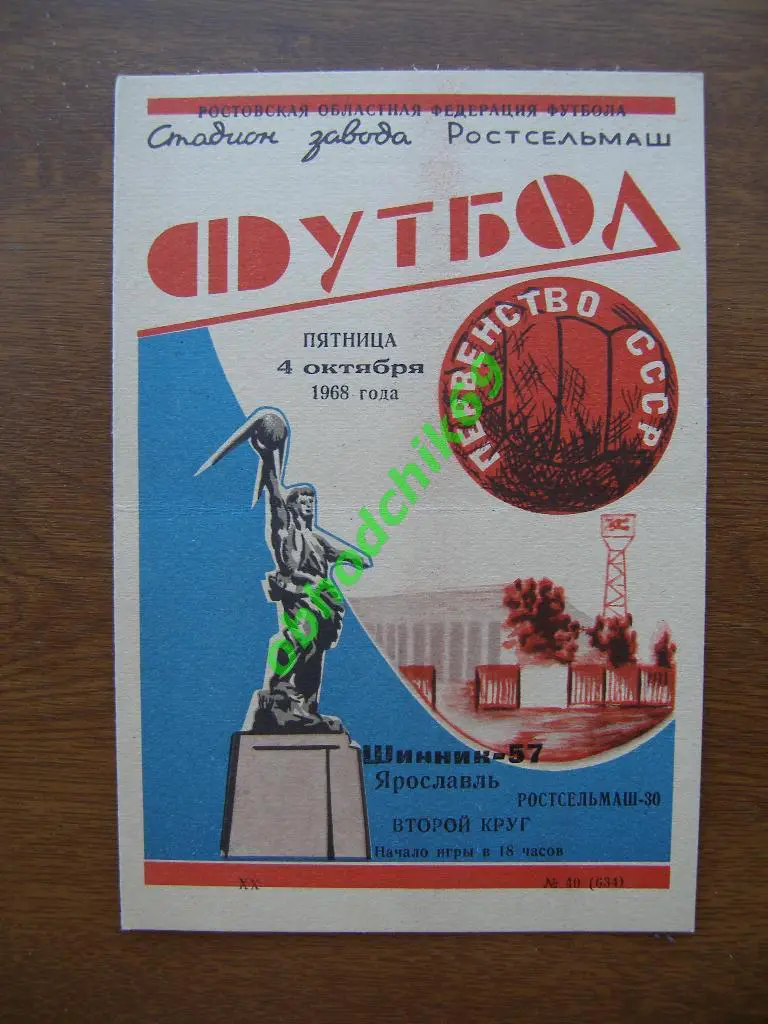 РОСТОВСКАЯ ОБЛАСТНАЯ ФЕДЕРАЦИЯ ФУТБОЛА
Стадион завода Ростсельмаш
ФУТБОЛ
ПЯТНИЦА
4 октября
1968 года
ПЕРВЕНСТВО СССР
obhodchik69
Шинник-57
Ярославль
РОСТСЕЛЬМАШ-30
ВТОРОЙ КРУГ
Начало игры в 18 часов
XX
№ 40 (634)